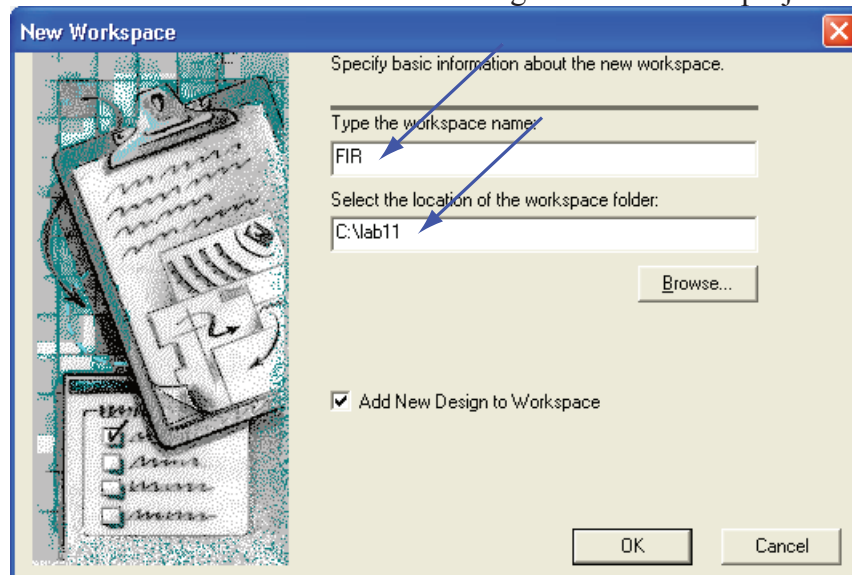 New Workspace
Specify basic information about the new workspace.
Type the workspace name:
FIR
Select the location of the workspace folder:
C:\lab11
Browse...
Add New Design to Workspace
OK
Cancel